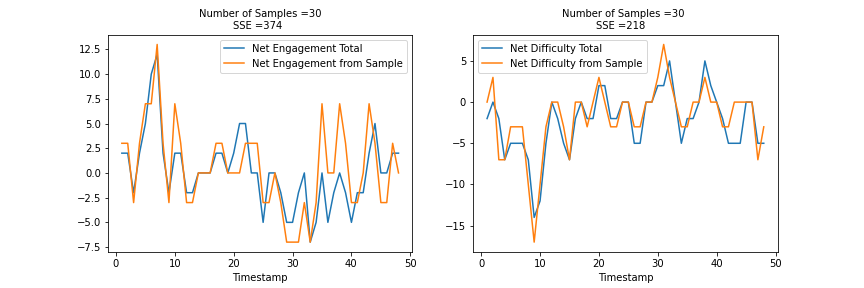 Number of Samples =30
SSE =374
Net Engagement Total
Net Engagement from Sample
12.5
10.0
7.5
5.0
2.5
0.0
−2.5
−5.0
−7.5
0 10 20 30 40 50
Timestamp
Number of Samples =30
SSE =218
Net Difficulty Total
Net Difficulty from Sample
5
0
−5
−10
−15
0 10 20 30 40 50
Timestamp